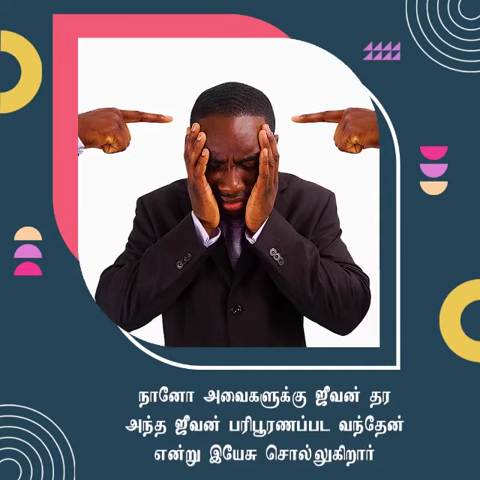 நானோ அவைகளுக்கு ஜீவன் தர
அந்த ஜீவன் பரிபூரணப்பட வந்தேன்
என்று இயேசு சொல்லுகிறார்